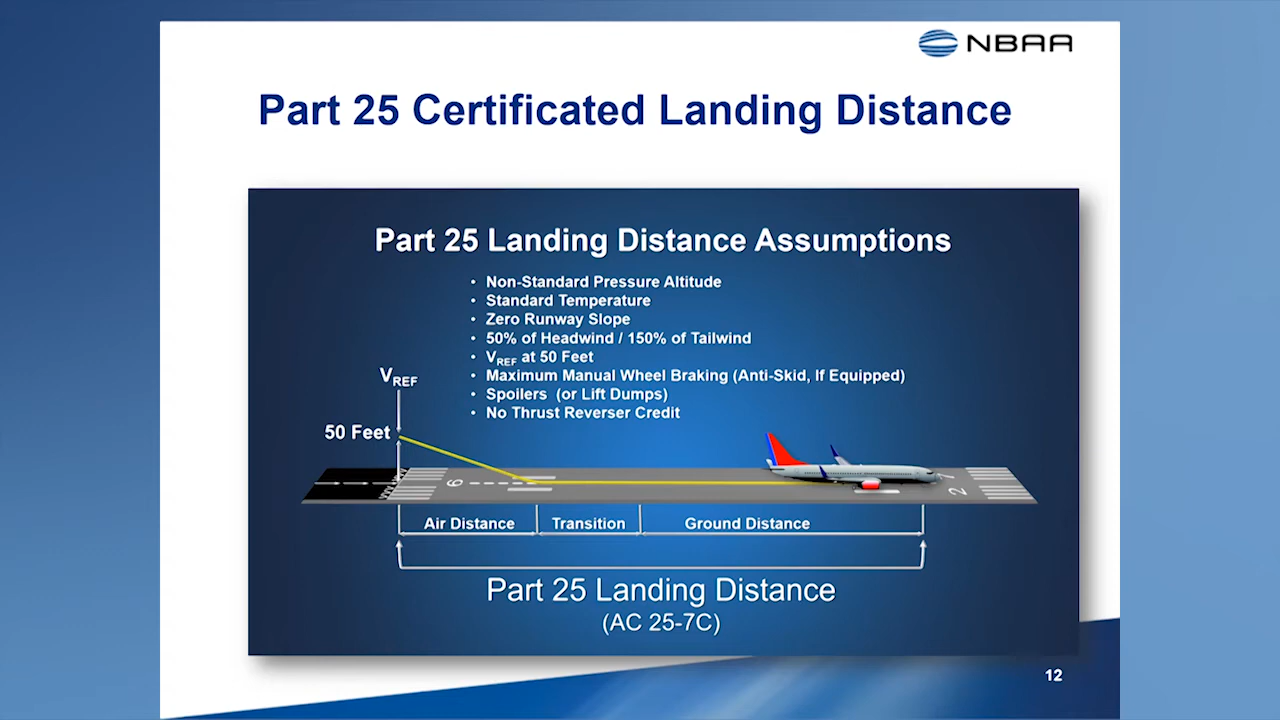 NBAA
Part 25 Certificated Landing Distance
Part 25 Landing Distance Assumptions
• Non-Standard Pressure Altitude
• Standard Temperature
• Zero Runway Slope
• 50% of Headwind / 150% of Tailwind
• VREF at 50 Feet
• Maximum Manual Wheel Braking (Anti-Skid, If Equipped)
• Spoilers (or Lift Dumps)
• No Thrust Reverser Credit
VREF
50 Feet
9
27
Air Distance
Transition
Ground Distance
Part 25 Landing Distance
(AC 25-7C)
12